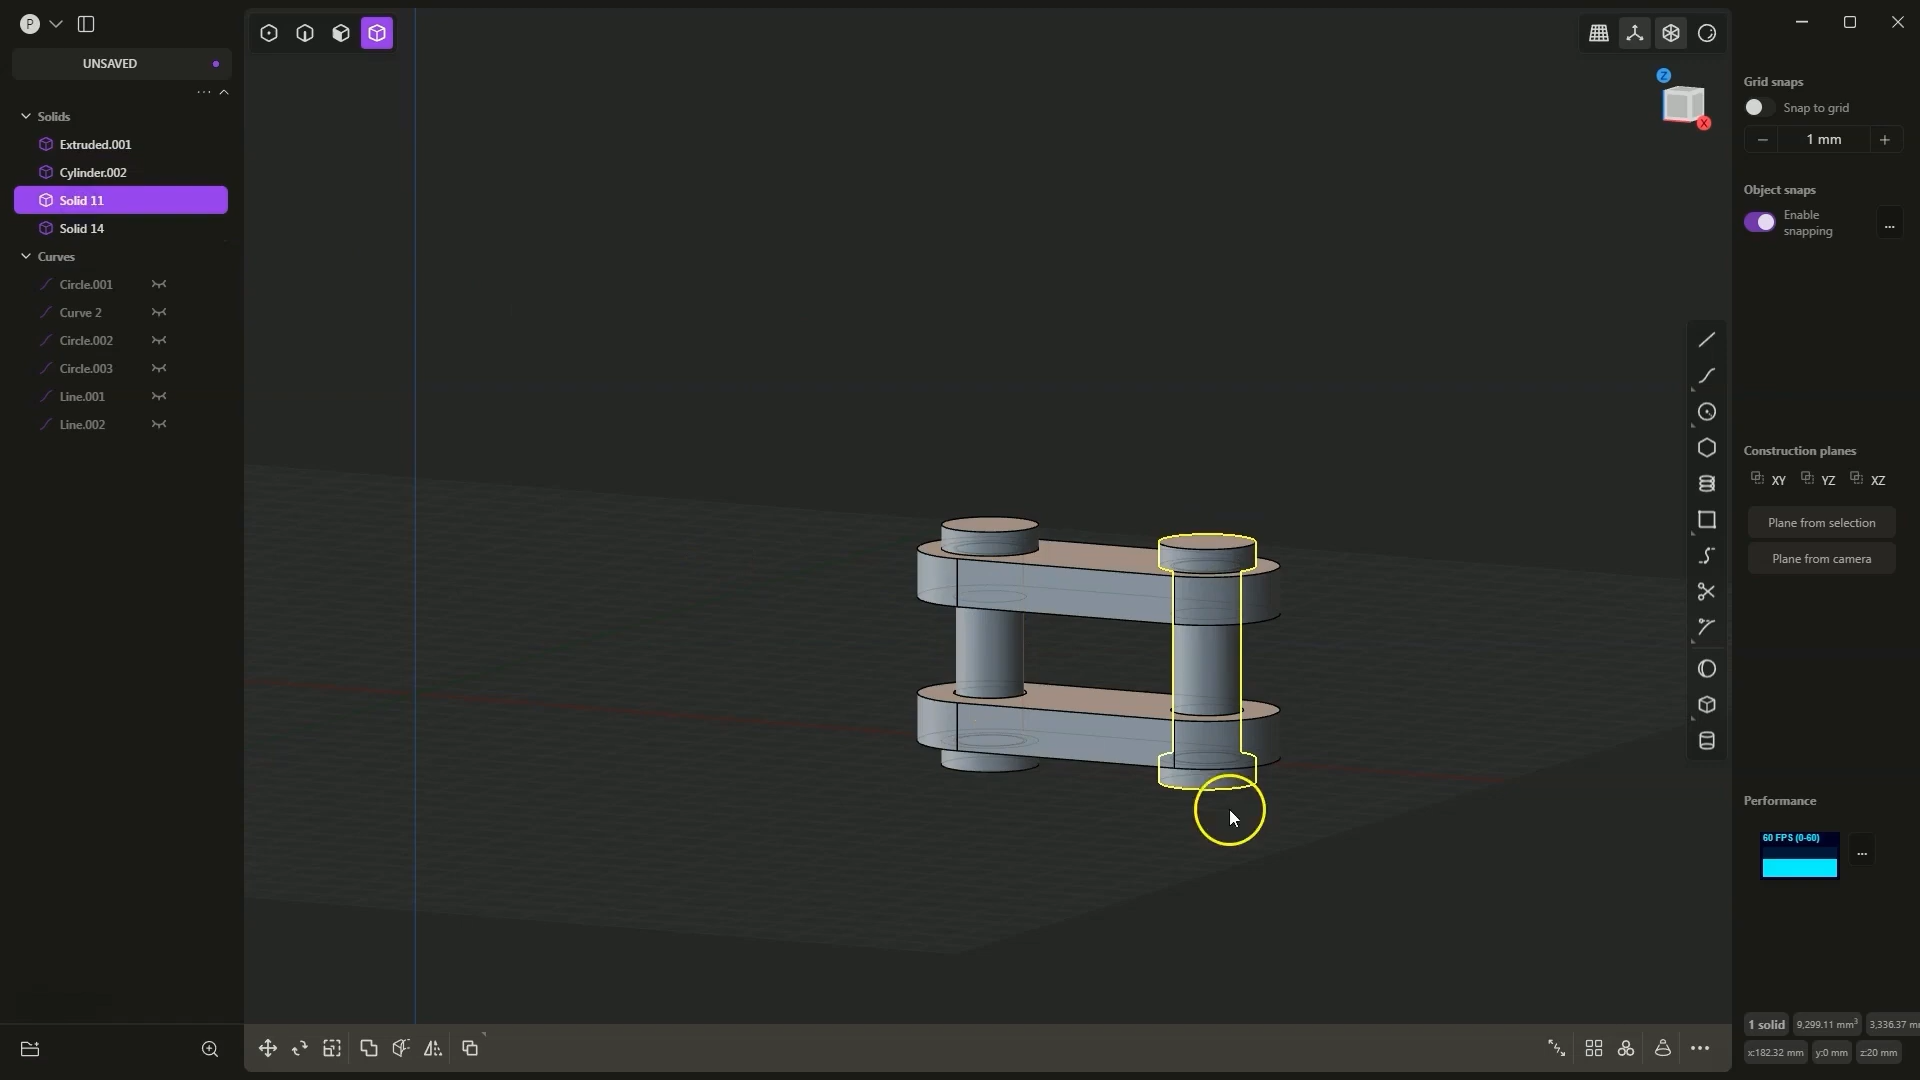 P
UNSAVED
Solids
Extruded.001
Cylinder.002
Solid 11
Solid 14
Curves
Circle.001
Curve 2
Circle.002
Circle.003
Line.001
Line.002
Z
X
Grid snaps
Snap to grid
1 mm
Object snaps
Enable
snapping
Construction planes
XY YZ XZ
Plane from selection
Plane from camera
Performance
60 FPS (0-60)
1 solid 9,299.11 mm³ 3,336.37 m
x:182.32 mm y:0 mm z:20 mm